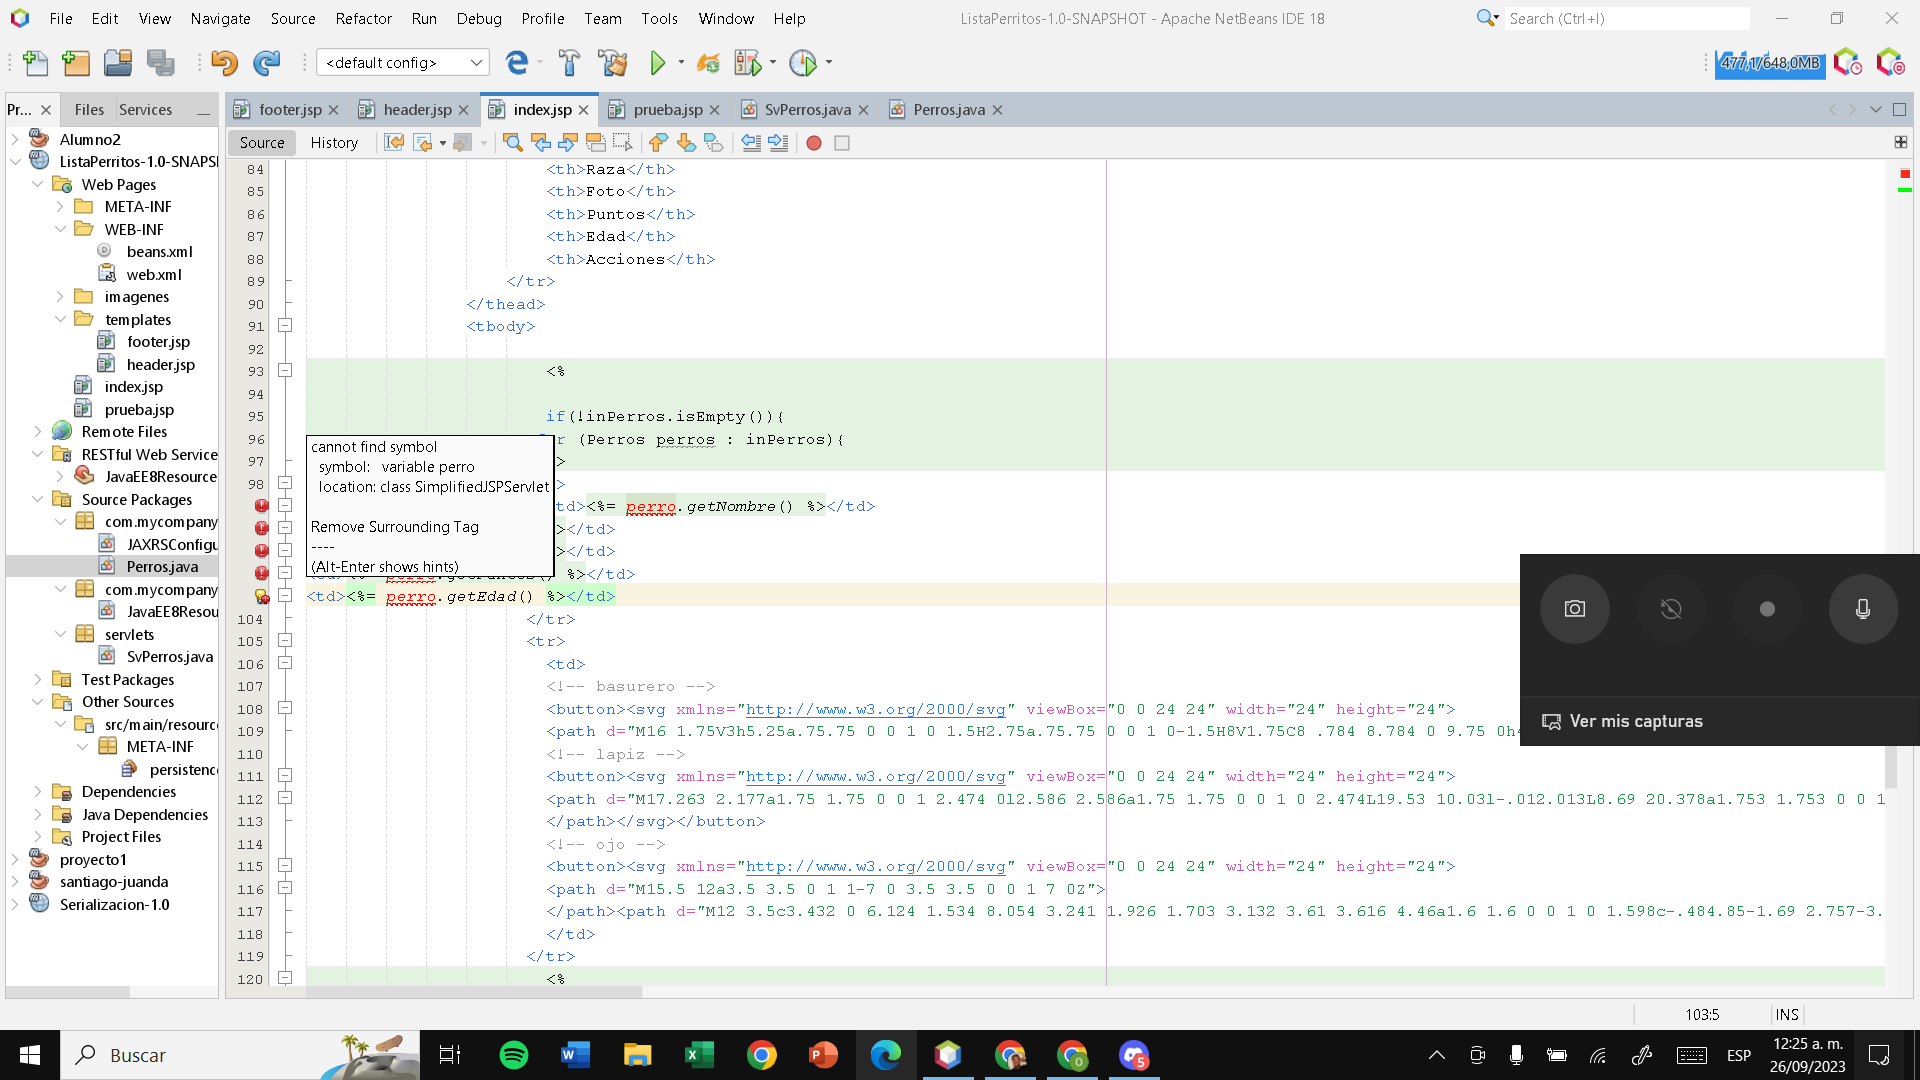 File Edit View Navigate Source Refactor Run Debug Profile Team Tools Window Help
ListaPerritos-1.0-SNAPSHOT - Apache NetBeans IDE 18
Search (Ctrl+I)
<default config>
477,1/648,0MB
Pr...
Files
Services
footer.jsp
header.jsp
index.jsp
prueba.jsp
SvPerros.java
Perros.java
Source
History
Alumno2
ListaPerritos-1.0-SNAPS
Web Pages
META-INF
WEB-INF
beans.xml
web.xml
imagenes
templates
footer.jsp
header.jsp
index.jsp
prueba.jsp
Remote Files
RESTful Web Service
JavaEE8Resource
Source Packages
com.mycompany
JAXRSConfigu
Perros.java
com.mycompany
JavaEE8Resou
servlets
SvPerros.java
Test Packages
Other Sources
src/main/resourc
META-INF
persistenc
Dependencies
Java Dependencies
Project Files
proyecto1
santiago-juanda
Serializacion-1.0
84 <th>Raza</th>
85 <th>Foto</th>
86 <th>Puntos</th>
87 <th>Edad</th>
88 <th>Acciones</th>
89 </tr>
90 </thead>
91 <tbody>
92
93 <%
94
95 if(!inPerros.isEmpty()){
96 r (Perros perros : inPerros){
97 >
98 >
td><%= perro.getNombre() %></td>
></td>
></td>
%></td>
<td><%= perro.getEdad() %></td>
cannot find symbol
symbol: variable perro
location: class SimplifiedJSPServlet
Remove Surrounding Tag
----
(Alt-Enter shows hints)
104 </tr>
105 <tr>
106 <td>
107 <!-- basurero -->
108 <button><svg xmlns="http://www.w3.org/2000/svg" viewBox="0 0 24 24" width="24" height="24">
109 <path d="M16 1.75V3h5.25a.75.75 0 0 1 0 1.5H2.75a.75.75 0 0 1 0-1.5H8V1.75C8 .784 8.784 0 9.75 0h
110 <!-- lapiz -->
111 <button><svg xmlns="http://www.w3.org/2000/svg" viewBox="0 0 24 24" width="24" height="24">
112 <path d="M17.263 2.177a1.75 1.75 0 0 1 2.474 0l2.586 2.586a1.75 1.75 0 0 1 0 2.474L19.53 10.03l-.012.013L8.69 20.378a1.753 1.753 0 0 1
113 </path></svg></button>
114 <!-- ojo -->
115 <button><svg xmlns="http://www.w3.org/2000/svg" viewBox="0 0 24 24" width="24" height="24">
116 <path d="M15.5 12a3.5 3.5 0 1 1-7 0 3.5 3.5 0 0 1 7 0Z">
117 </path><path d="M12 3.5c3.432 0 6.124 1.534 8.054 3.241 1.926 1.703 3.132 3.61 3.616 4.46a1.6 1.6 0 0 1 0 1.598c-.484.85-1.69 2.757-3.
118 </td>
119 </tr>
120 <%
Ver mis capturas
103:5
INS
Buscar
ESP
12:25 a. m.
26/09/2023
5